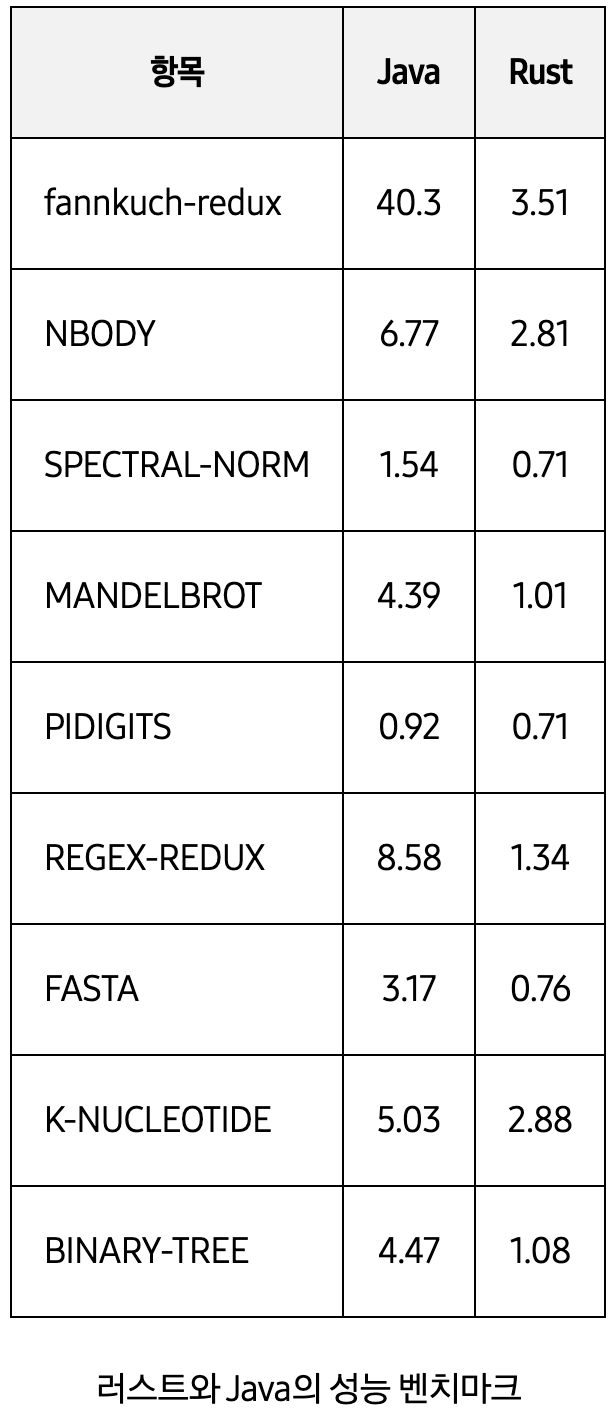 항목 Java Rust
fannkuch-redux 40.3 3.51
NBODY 6.77 2.81
SPECTRAL-NORM 1.54 0.71
MANDELBROT 4.39 1.01
PIDIGITS 0.92 0.71
REGEX-REDUX 8.58 1.34
FASTA 3.17 0.76
K-NUCLEOTIDE 5.03 2.88
BINARY-TREE 4.47 1.08
러스트와 Java의 성능 벤치마크